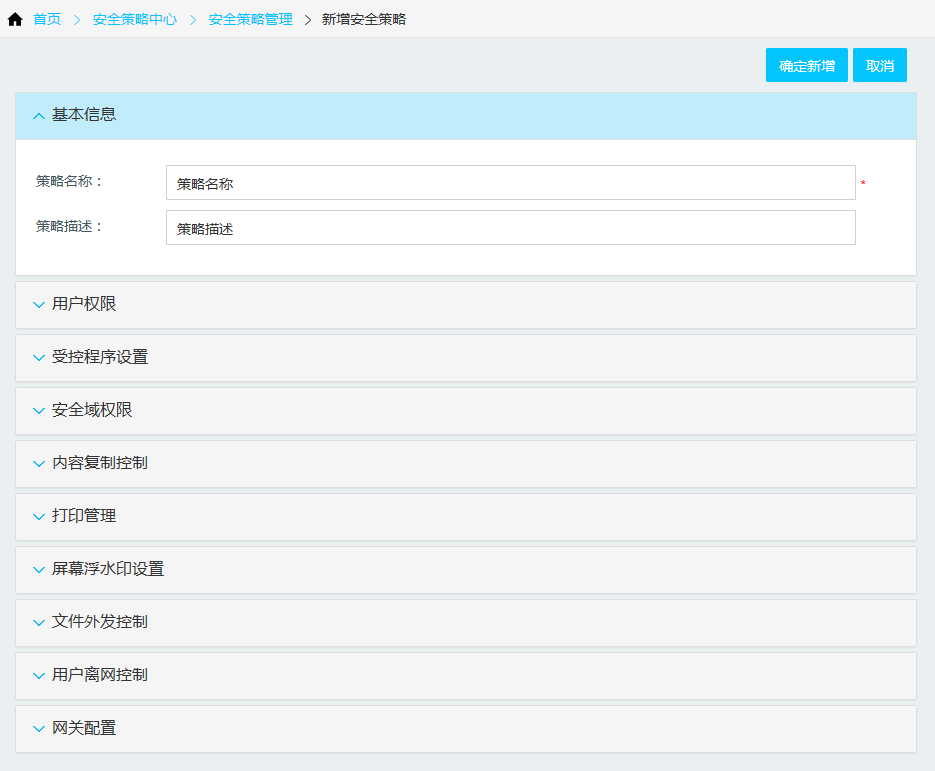 首页 > 安全策略中心 > 安全策略管理 > 新增安全策略
确定新增 取消
基本信息
策略名称： 策略名称 *
策略描述： 策略描述
用户权限
受控程序设置
安全域权限
内容复制控制
打印管理
屏幕浮水印设置
文件外发控制
用户离网控制
网关配置